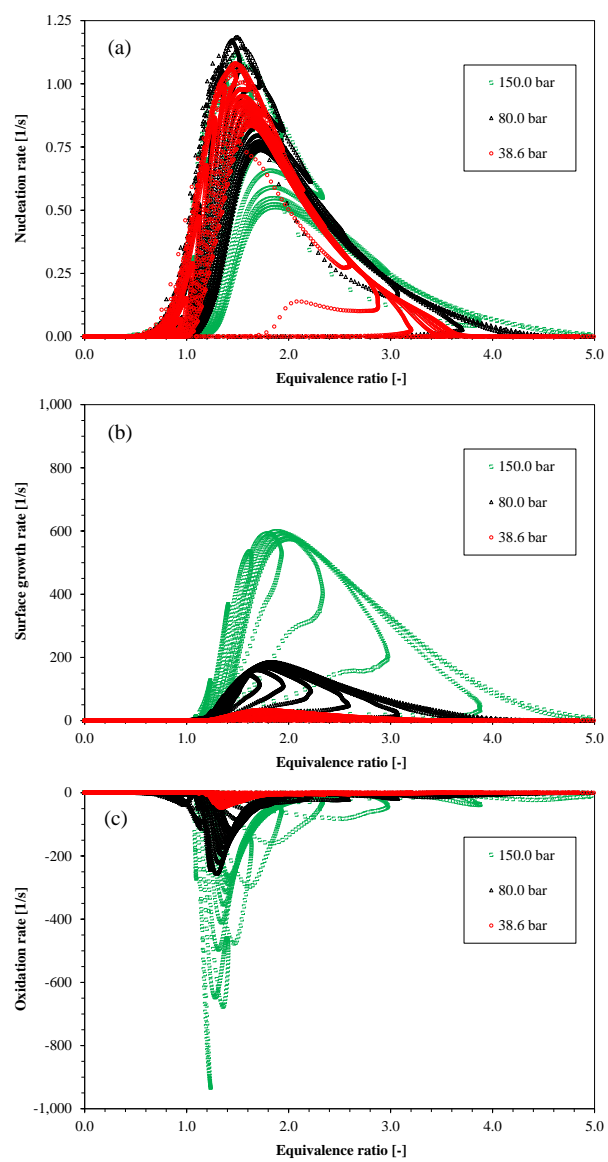 (a)
1.25
1.00
0.75
0.50
0.25
0.00
Nucleation rate [1/s]
150.0 bar
80.0 bar
38.6 bar
0.0 1.0 2.0 3.0 4.0 5.0
Equivalence ratio [-]
(b)
1,000
800
600
400
200
0
Surface growth rate [1/s]
150.0 bar
80.0 bar
38.6 bar
0.0 1.0 2.0 3.0 4.0 5.0
Equivalence ratio [-]
(c)
0
-200
-400
-600
-800
-1,000
Oxidation rate [1/s]
150.0 bar
80.0 bar
38.6 bar
0.0 1.0 2.0 3.0 4.0 5.0
Equivalence ratio [-]